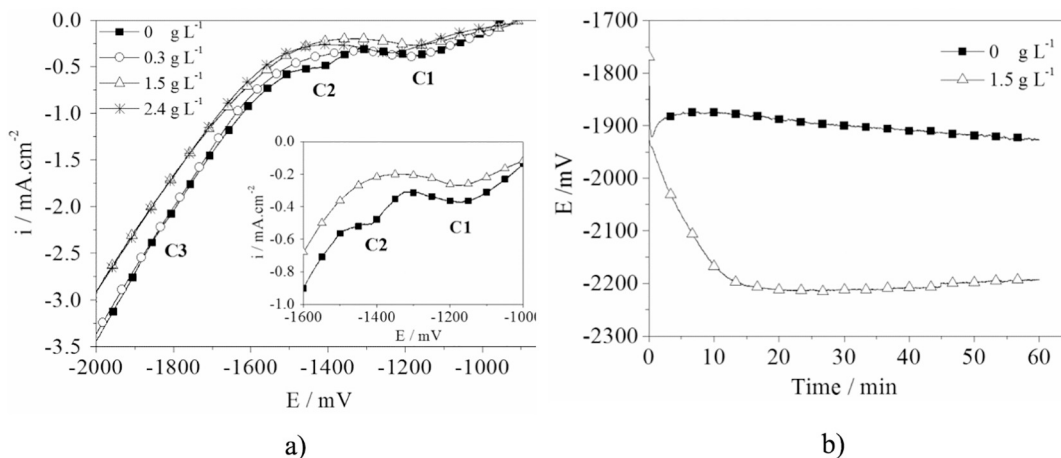 0 g L-1
0.3 g L-1
1.5 g L-1
2.4 g L-1
C1
C2
C3
0.0
-0.5
-1.0
-1.5
-2.0
-2.5
-3.0
-3.5
i / mA.cm-2
-2000 -1800 -1600 -1400 -1200 -1000
E / mV
0.0
-0.2
-0.4
-0.6
-0.8
-1.0
i / mA.cm-2
C1
C2
-1600 -1400 -1200 -1000
E / mV
a)
-1700
-1800
-1900
-2000
-2100
-2200
-2300
E /mV
0 g L-1
1.5 g L-1
0 10 20 30 40 50 60
Time / min
b)